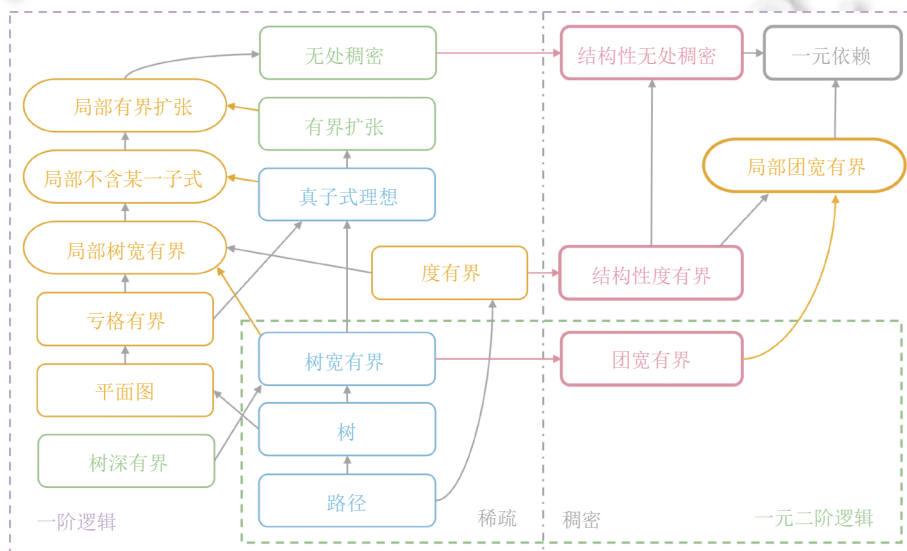 无处稠密
结构性无处稠密
一元依赖
局部有界扩张
有界扩张
局部不含某一子式
真子式理想
局部团宽有界
局部树宽有界
度有界
结构性度有界
亏格有界
树宽有界
团宽有界
平面图
树
树深有界
路径
一阶逻辑
稀疏
稠密
一元二阶逻辑